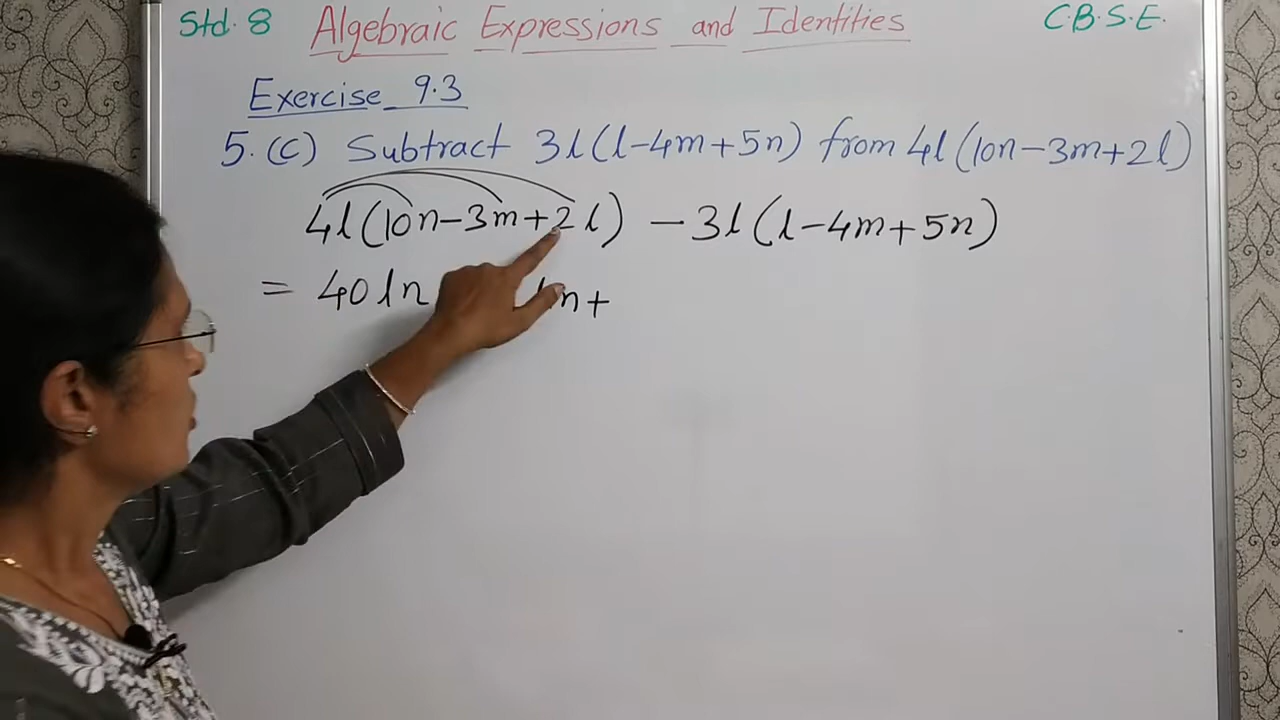 Std. 8 Algebraic Expressions and Identities C.B.S.E.
Exercise 9.3
5. (c) Subtract 3l(l-4m+5n) from 4l(10n-3m+2l)
4l(10n-3m+2l) -3l(l-4m+5n)
= 40ln +